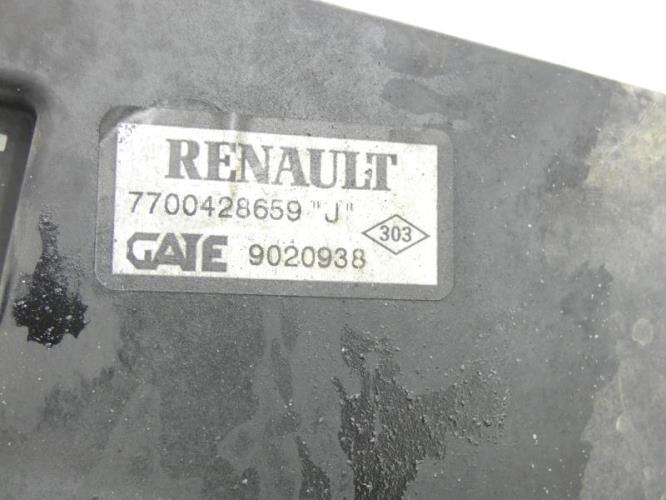 RENAULT
7700428659 "J"
303
GATE 9020938